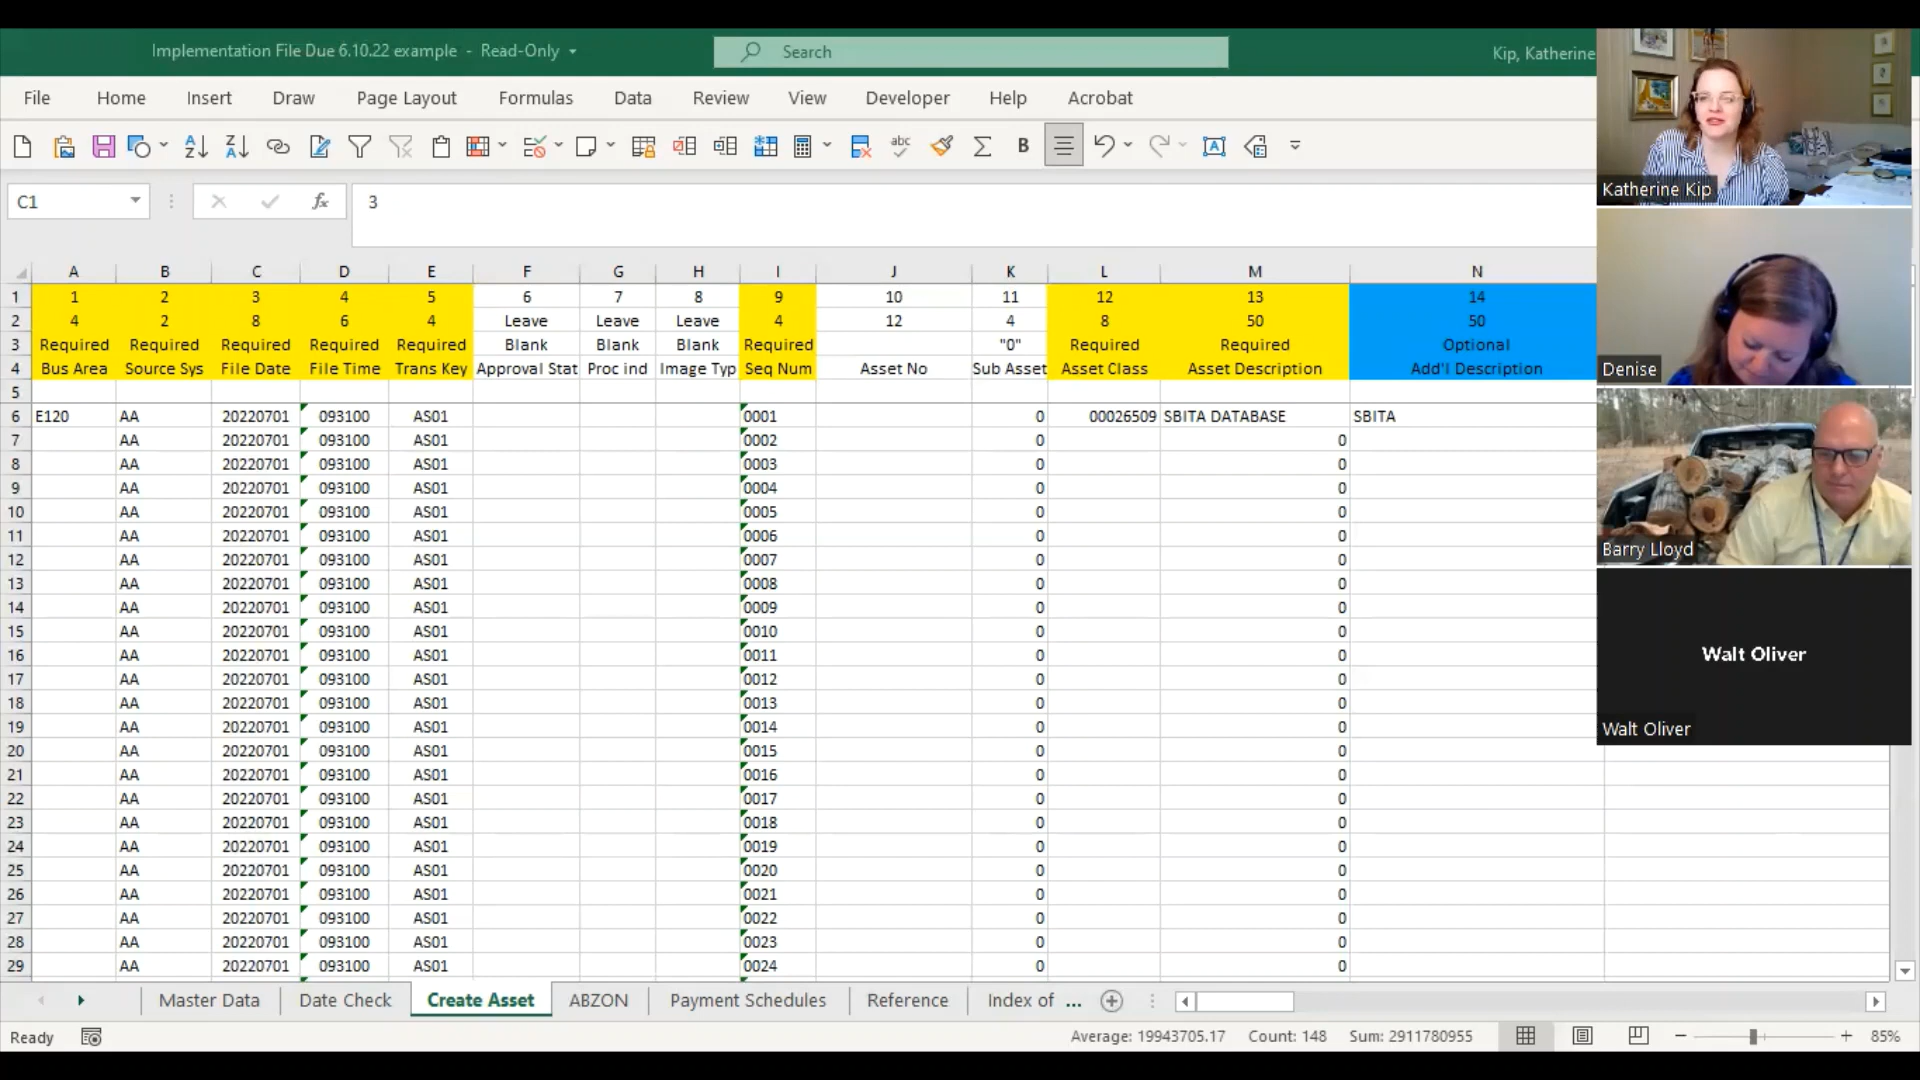 Implementation File Due 6.10.22 example - Read-Only
Search
Kip, Katherine
File Home Insert Draw Page Layout Formulas Data Review View Developer Help Acrobat
abc B
C1 fx 3
A B C D E F G H I J K L M N
1 1 2 3 4 5 6 7 8 9 10 11 12 13 14
2 4 2 8 6 4 Leave Leave Leave 4 12 4 8 50 50
3 Required Required Required Required Required Blank Blank Blank Required "0" Required Required Optional
4 Bus Area Source Sys File Date File Time Trans Key Approval Stat Proc ind Image Typ Seq Num Asset No Sub Asset Asset Class Asset Description Add'l Description
5
6 E120 AA 20220701 093100 AS01 0001 0 00026509 SBITA DATABASE SBITA
7 AA 20220701 093100 AS01 0002 0 0
8 AA 20220701 093100 AS01 0003 0 0
9 AA 20220701 093100 AS01 0004 0 0
10 AA 20220701 093100 AS01 0005 0 0
11 AA 20220701 093100 AS01 0006 0 0
12 AA 20220701 093100 AS01 0007 0 0
13 AA 20220701 093100 AS01 0008 0 0
14 AA 20220701 093100 AS01 0009 0 0
15 AA 20220701 093100 AS01 0010 0 0
16 AA 20220701 093100 AS01 0011 0 0
17 AA 20220701 093100 AS01 0012 0 0
18 AA 20220701 093100 AS01 0013 0 0
19 AA 20220701 093100 AS01 0014 0 0
20 AA 20220701 093100 AS01 0015 0 0
21 AA 20220701 093100 AS01 0016 0 0
22 AA 20220701 093100 AS01 0017 0 0
23 AA 20220701 093100 AS01 0018 0 0
24 AA 20220701 093100 AS01 0019 0 0
25 AA 20220701 093100 AS01 0020 0 0
26 AA 20220701 093100 AS01 0021 0 0
27 AA 20220701 093100 AS01 0022 0 0
28 AA 20220701 093100 AS01 0023 0 0
29 AA 20220701 093100 AS01 0024 0 0
Master Data Date Check Create Asset ABZON Payment Schedules Reference Index of ...
Ready Average: 19943705.17 Count: 148 Sum: 2911780955 85%
Katherine Kip
Denise
Barry Lloyd
Walt Oliver
Walt Oliver